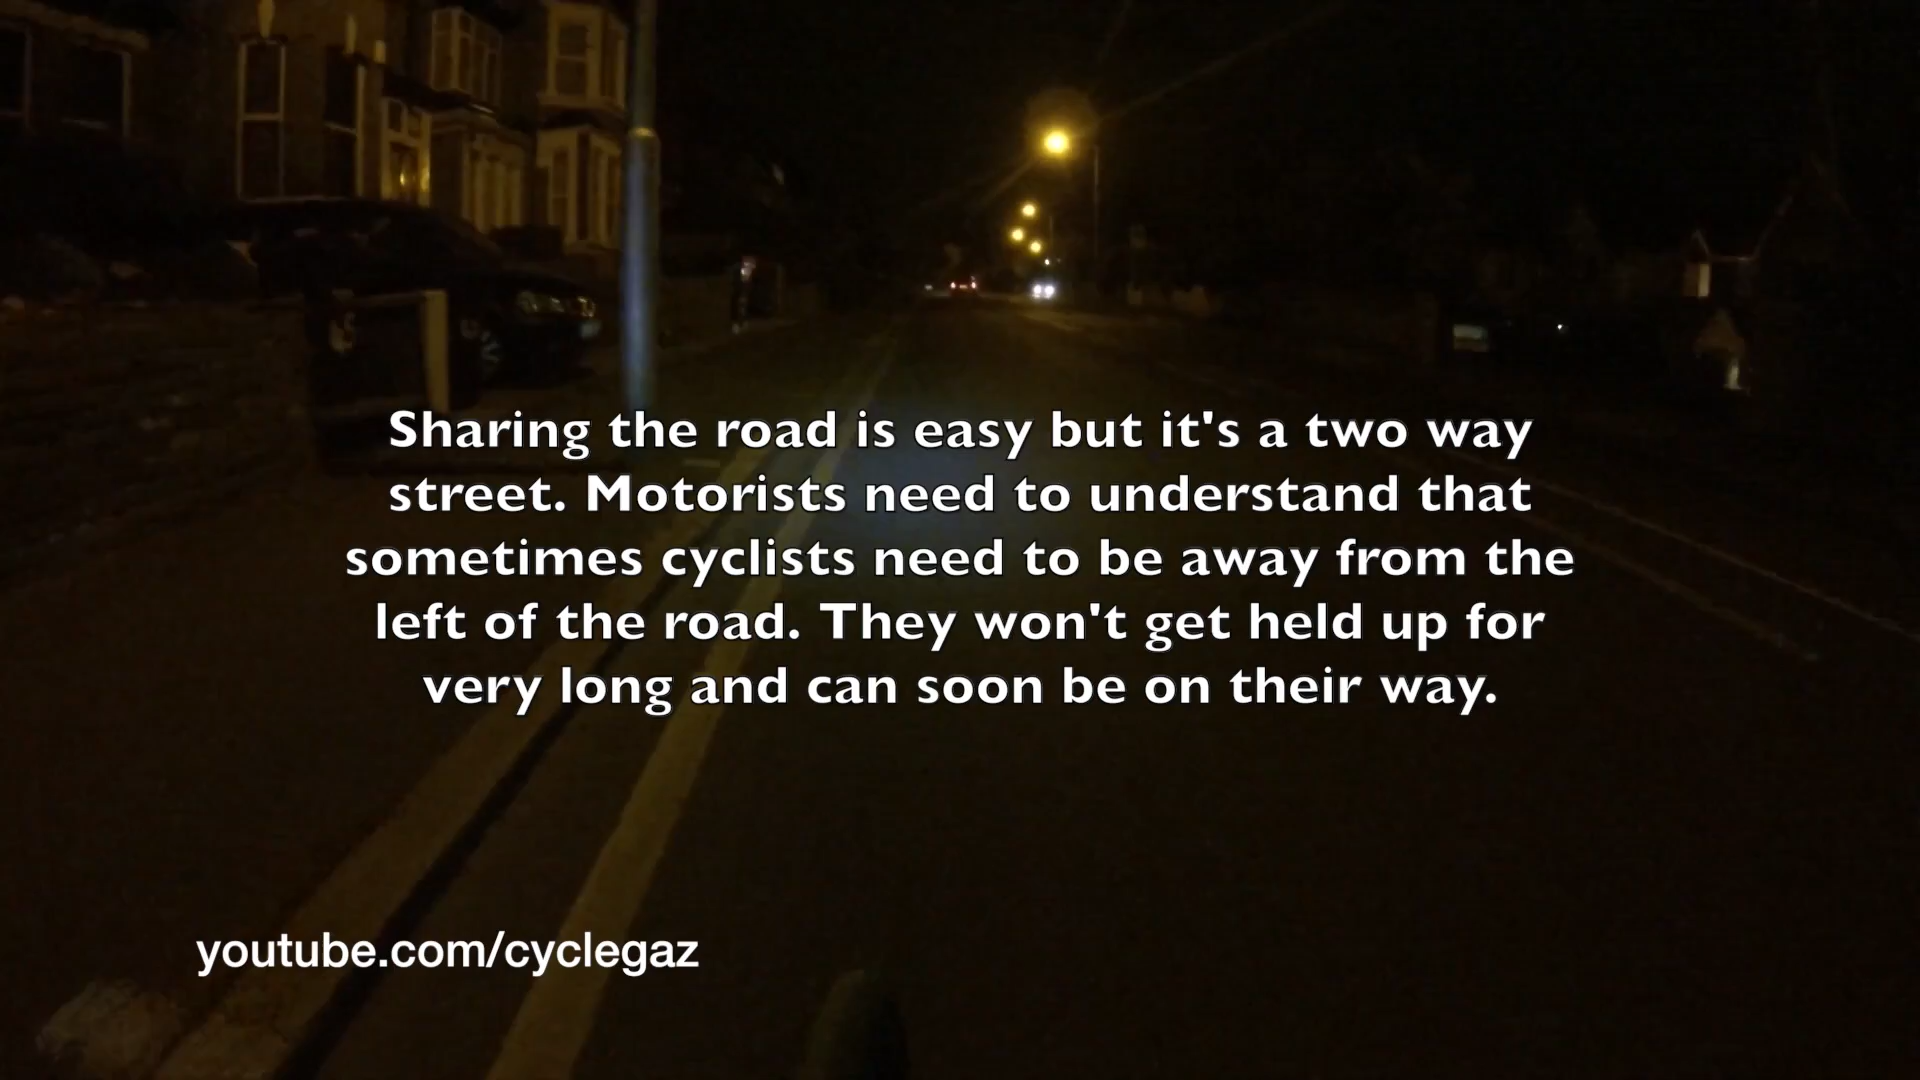 Sharing the road is easy but it's a two way
street. Motorists need to understand that
sometimes cyclists need to be away from the
left of the road. They won't get held up for
very long and can soon be on their way.
youtube.com/cyclegaz